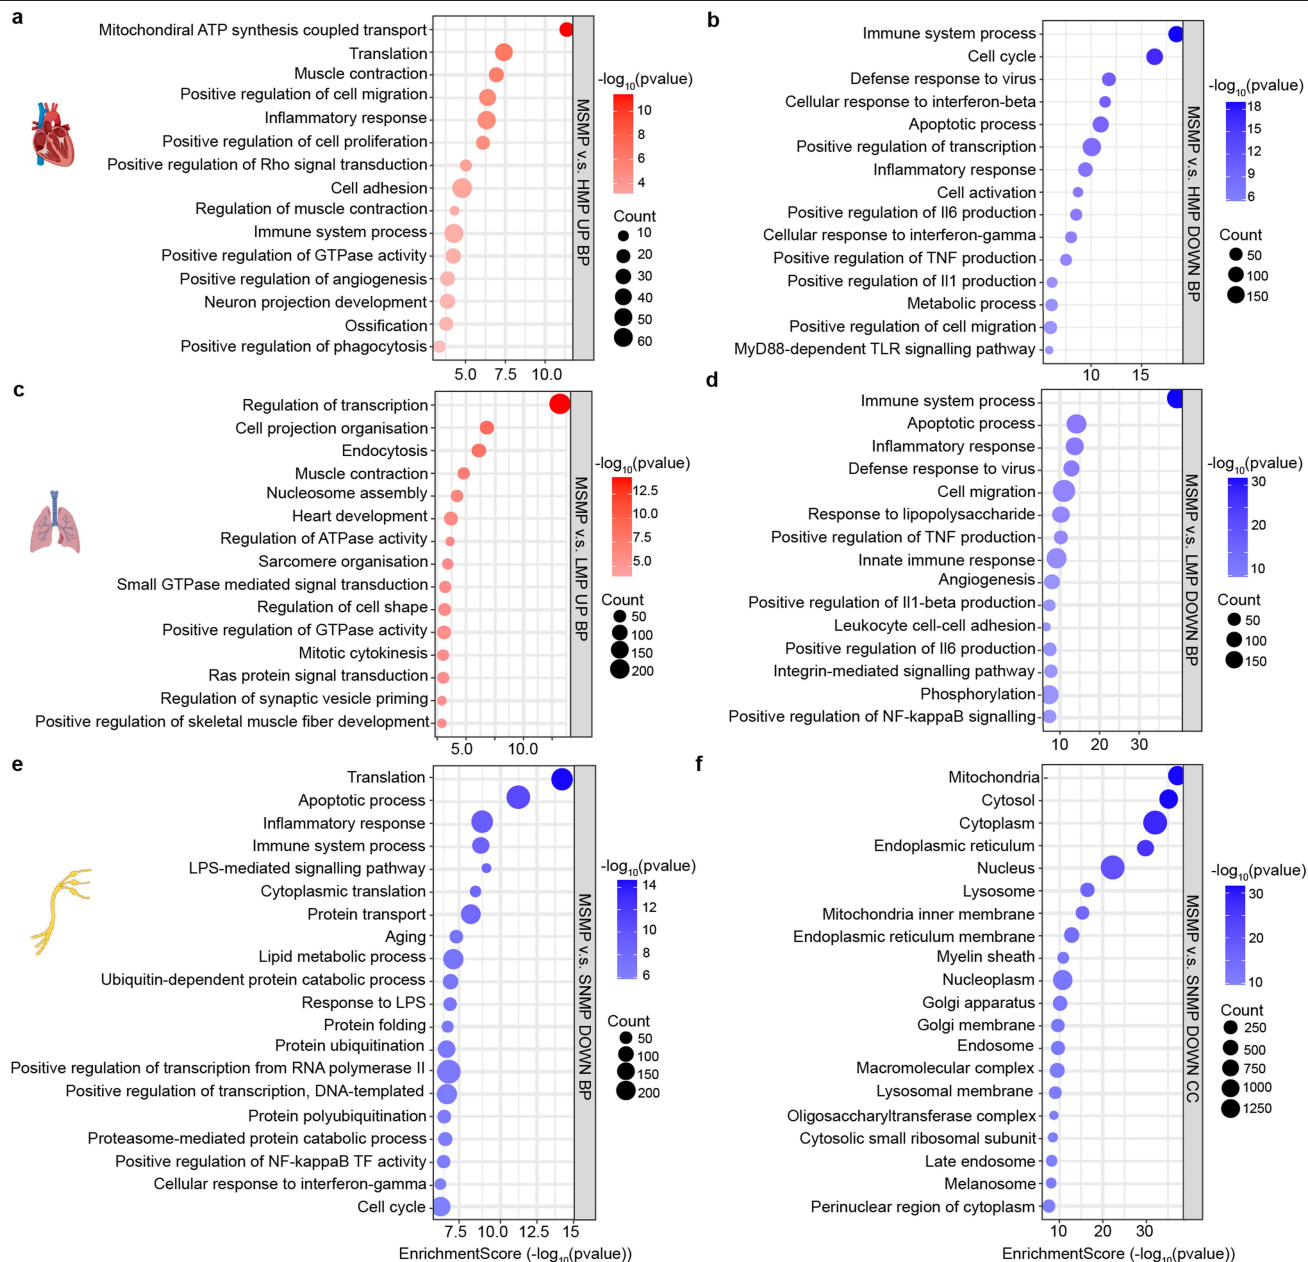 a
Mitochondiral ATP synthesis coupled transport
Translation
Muscle contraction
Positive regulation of cell migration
Inflammatory response
Positive regulation of cell proliferation
Positive regulation of Rho signal transduction
Cell adhesion
Regulation of muscle contraction
Immune system process
Positive regulation of GTPase activity
Positive regulation of angiogenesis
Neuron projection development
Ossification
Positive regulation of phagocytosis
5.0 7.5 10.0
MSMP v.s. HMP UP BP
-log10(pvalue)
10
8
6
4
Count
10
20
30
40
50
60
b
Immune system process
Cell cycle
Defense response to virus
Cellular response to interferon-beta
Apoptotic process
Positive regulation of transcription
Inflammatory response
Cell activation
Positive regulation of Il6 production
Cellular response to interferon-gamma
Positive regulation of TNF production
Positive regulation of Il1 production
Metabolic process
Positive regulation of cell migration
MyD88-dependent TLR signalling pathway
10 15
MSMP v.s. HMP DOWN BP
-log10(pvalue)
18
15
12
9
6
Count
50
100
150
c
Regulation of transcription
Cell projection organisation
Endocytosis
Muscle contraction
Nucleosome assembly
Heart development
Regulation of ATPase activity
Sarcomere organisation
Small GTPase mediated signal transduction
Regulation of cell shape
Positive regulation of GTPase activity
Mitotic cytokinesis
Ras protein signal transduction
Regulation of synaptic vesicle priming
Positive regulation of skeletal muscle fiber development
5.0 10.0
MSMP v.s. LMP UP BP
-log10(pvalue)
12.5
10.0
7.5
5.0
Count
50
100
150
200
d
Immune system process
Apoptotic process
Inflammatory response
Defense response to virus
Cell migration
Response to lipopolysaccharide
Positive regulation of TNF production
Innate immune response
Angiogenesis
Positive regulation of Il1-beta production
Leukocyte cell-cell adhesion
Positive regulation of Il6 production
Integrin-mediated signalling pathway
Phosphorylation
Positive regulation of NF-kappaB signalling
10 20 30
MSMP v.s. LMP DOWN BP
-log10(pvalue)
30
20
10
Count
50
100
150
e
Translation
Apoptotic process
Inflammatory response
Immune system process
LPS-mediated signalling pathway
Cytoplasmic translation
Protein transport
Aging
Lipid metabolic process
Ubiquitin-dependent protein catabolic process
Response to LPS
Protein folding
Protein ubiquitination
Positive regulation of transcription from RNA polymerase II
Positive regulation of transcription, DNA-templated
Protein polyubiquitination
Proteasome-mediated protein catabolic process
Positive regulation of NF-kappaB TF activity
Cellular response to interferon-gamma
Cell cycle
7.5 10.0 12.5 15
EnrichmentScore (-log10(pvalue))
MSMP v.s. SNMP DOWN BP
-log10(pvalue)
14
12
10
8
6
Count
50
100
150
200
f
Mitochondria
Cytosol
Cytoplasm
Endoplasmic reticulum
Nucleus
Lysosome
Mitochondria inner membrane
Endoplasmic reticulum membrane
Myelin sheath
Nucleoplasm
Golgi apparatus
Golgi membrane
Endosome
Macromolecular complex
Lysosomal membrane
Oligosaccharyltransferase complex
Cytosolic small ribosomal subunit
Late endosome
Melanosome
Perinuclear region of cytoplasm
10 20 30
EnrichmentScore (-log10(pvalue))
MSMP v.s. SNMP DOWN CC
-log10(pvalue)
30
20
10
Count
250
500
750
1000
1250